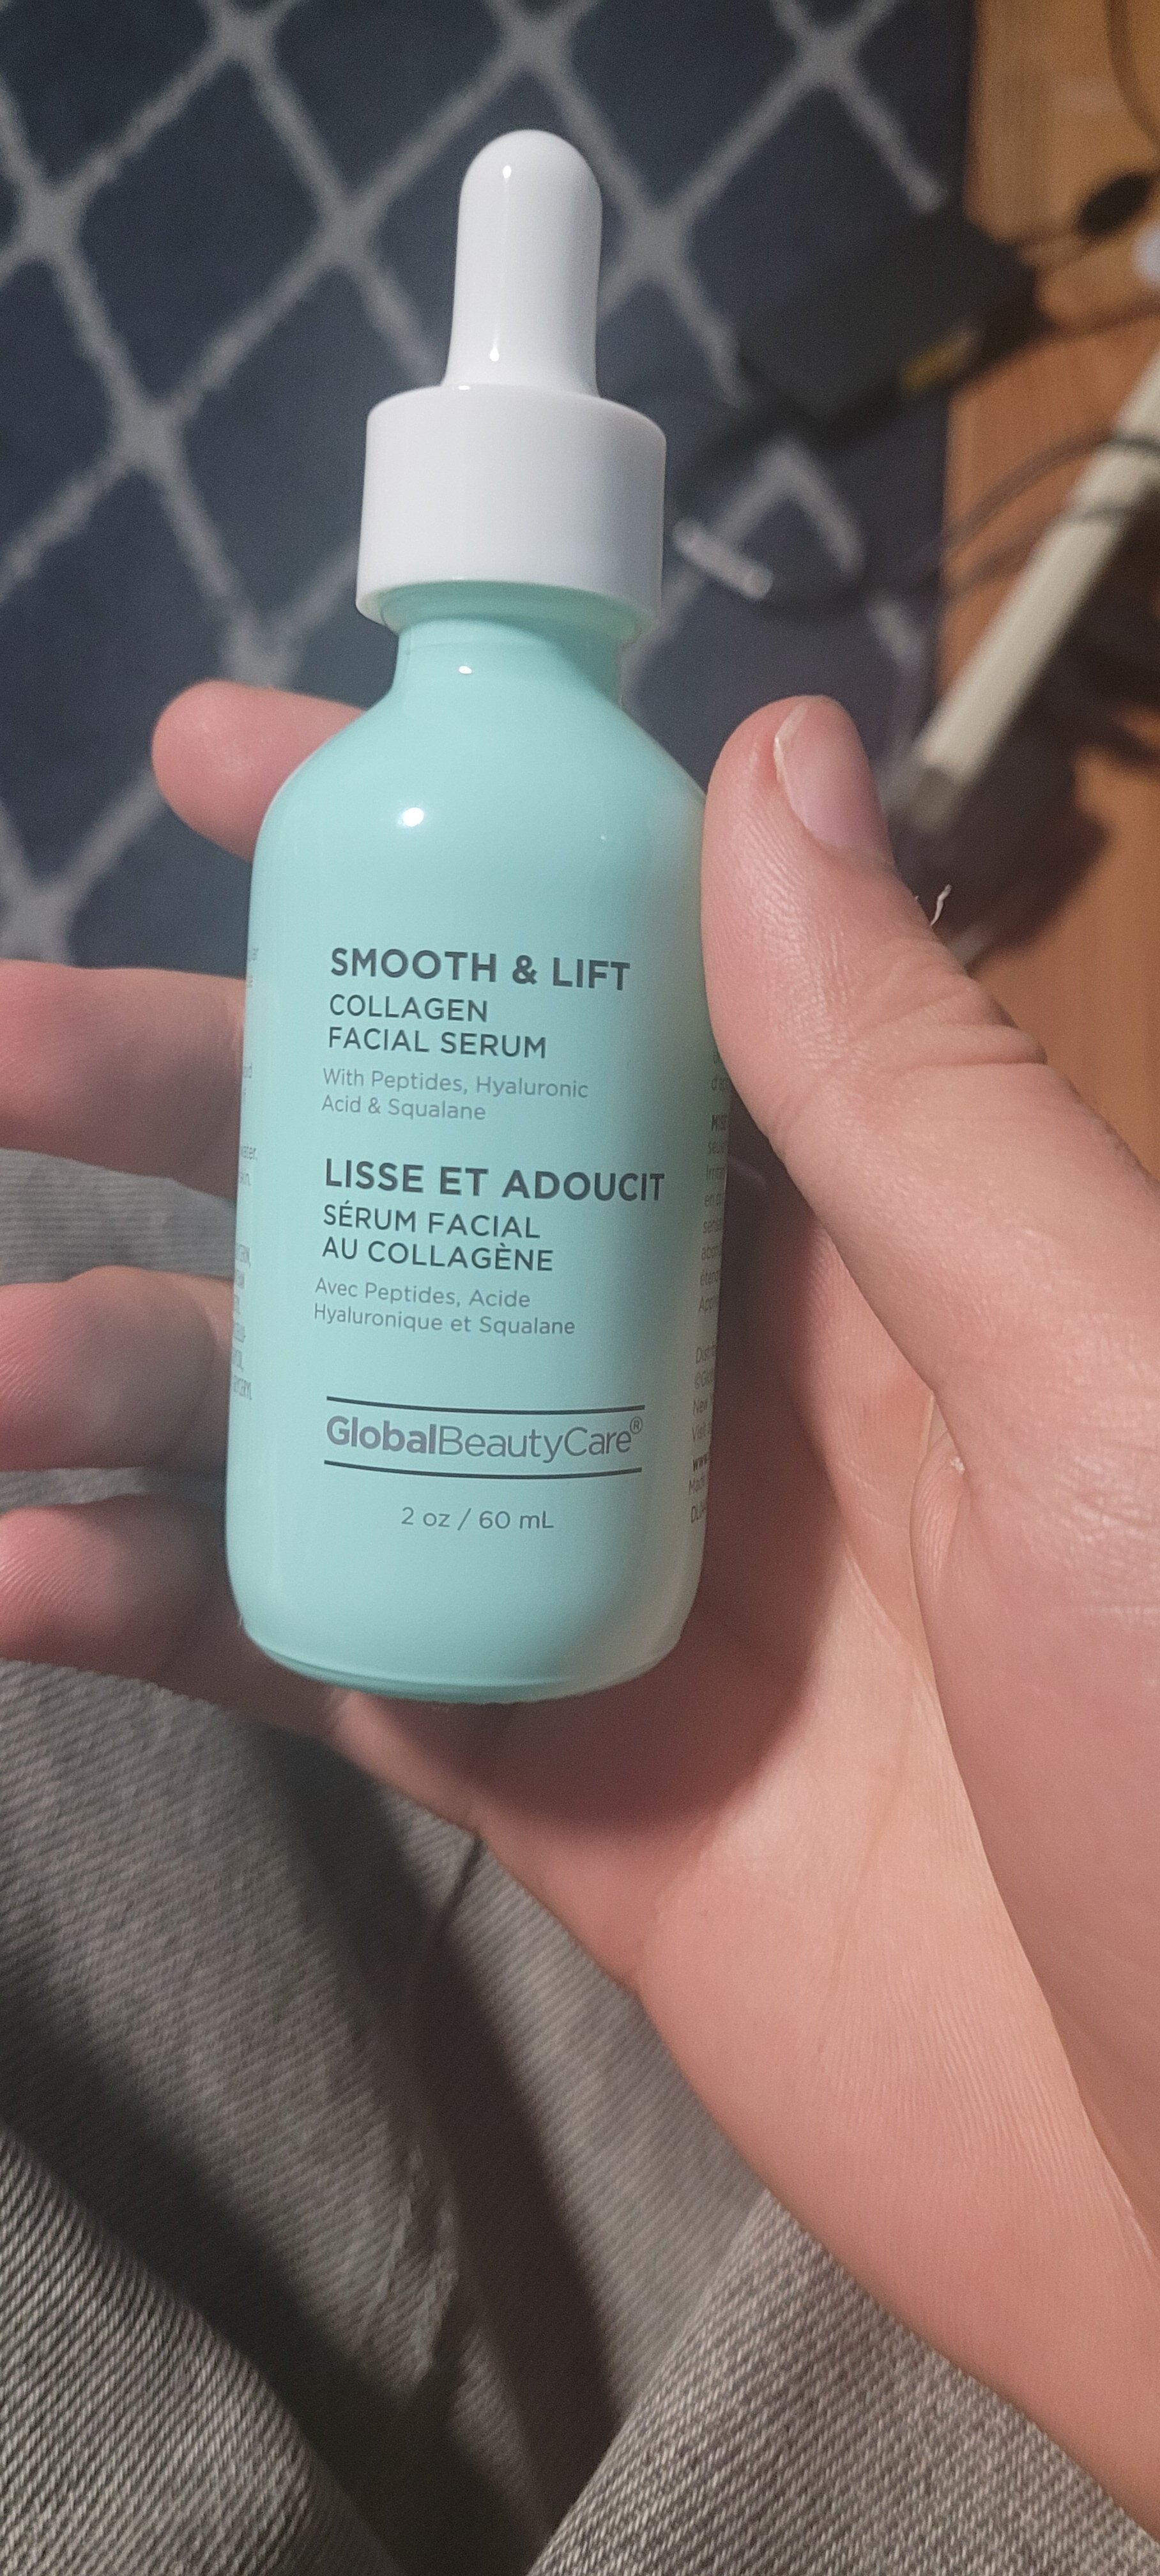 SMOOTH & LIFT
COLLAGEN
FACIAL SERUM
With Peptides, Hyaluronic
Acid & Squalane
LISSE ET ADOUCIT
SÉRUM FACIAL
AU COLLAGÈNE
Avec Peptides, Acide
Hyaluronique et Squalane
GlobalBeautyCare®
2 oz / 60 mL